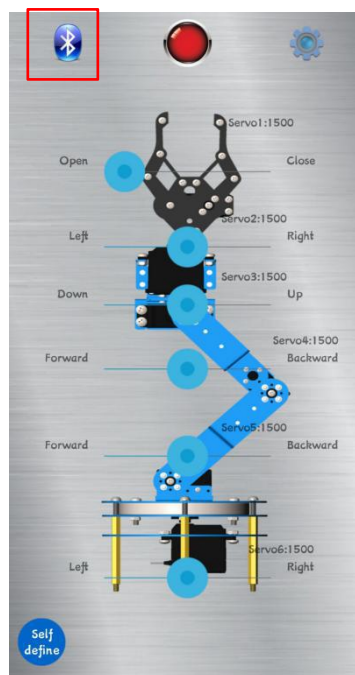 Servo1:1500
Open Close
Servo2:1500
Left Right
Servo3:1500
Down Up
Servo4:1500
Forward Backward
Servo5:1500
Forward Backward
Servo6:1500
Left Right
Self
define